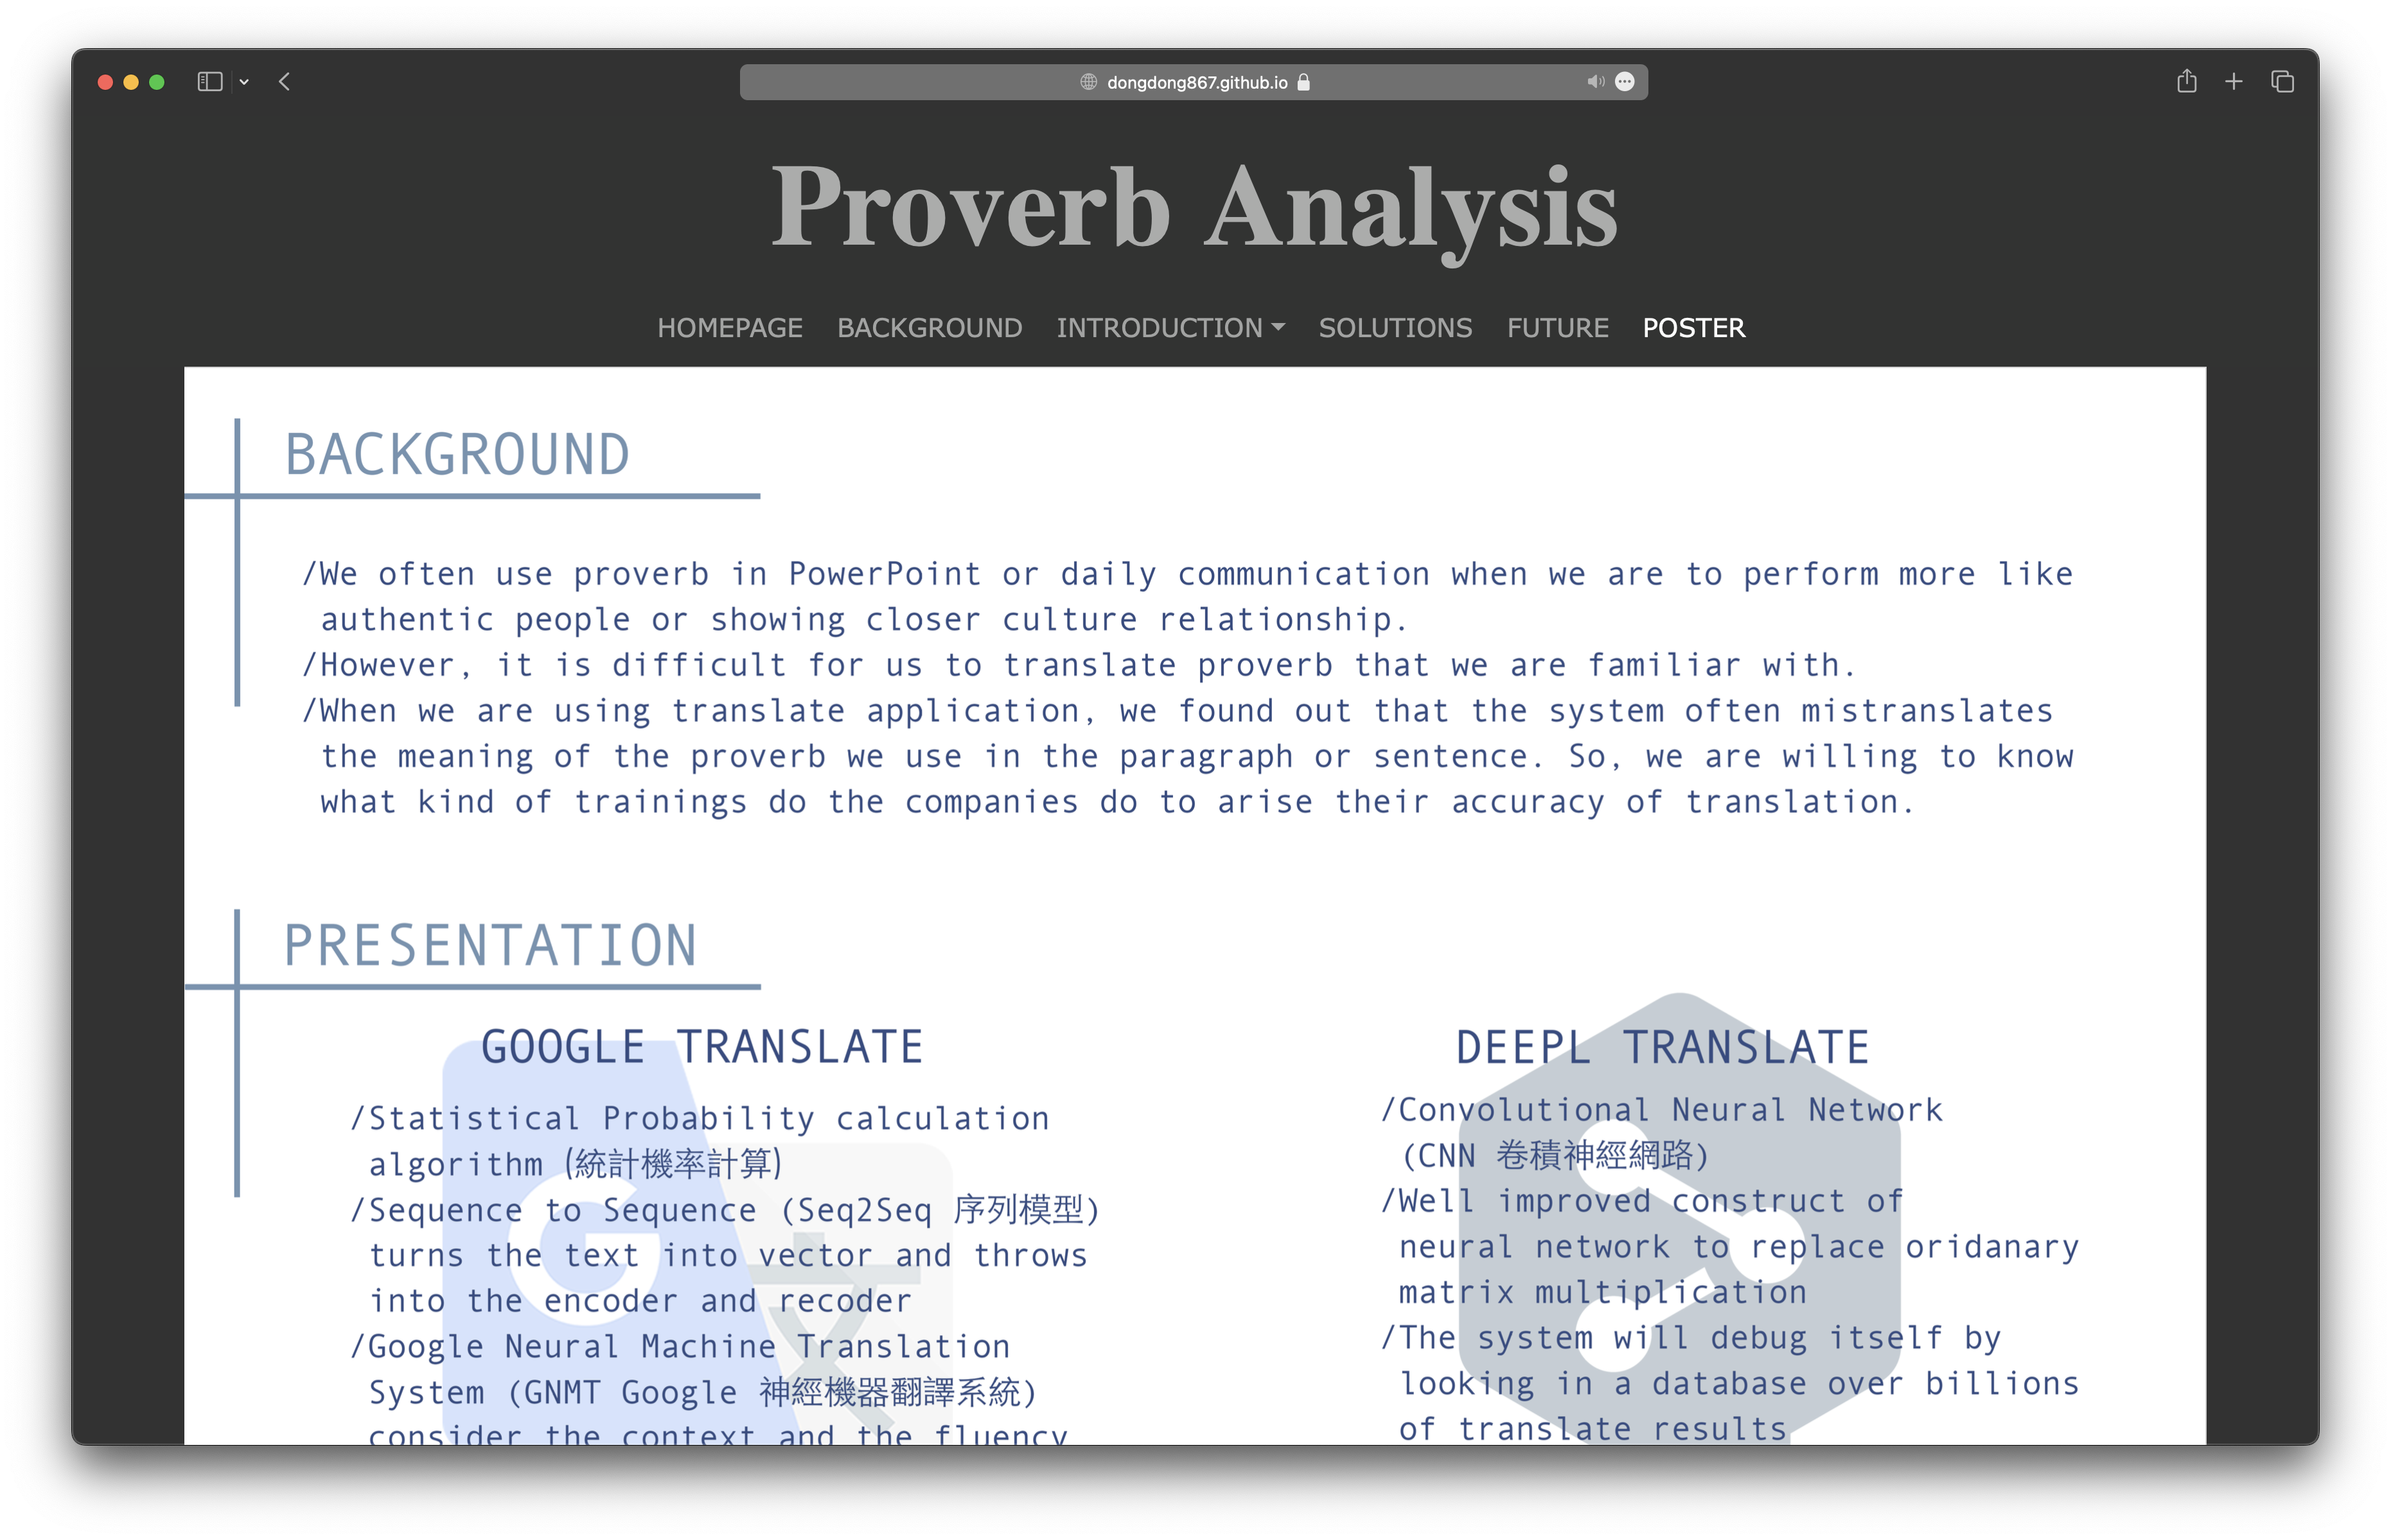 dongdong867.github.io
Proverb Analysis
HOMEPAGE BACKGROUND INTRODUCTION SOLUTIONS FUTURE POSTER
BACKGROUND
/We often use proverb in PowerPoint or daily communication when we are to perform more like
authentic people or showing closer culture relationship.
/However, it is difficult for us to translate proverb that we are familiar with.
/When we are using translate application, we found out that the system often mistranslates
the meaning of the proverb we use in the paragraph or sentence. So, we are willing to know
what kind of trainings do the companies do to arise their accuracy of translation.
PRESENTATION
GOOGLE TRANSLATE
/Statistical Probability calculation
algorithm (統計機率計算)
/Sequence to Sequence (Seq2Seq 序列模型)
turns the text into vector and throws
into the encoder and recoder
/Google Neural Machine Translation
System (GNMT Google 神經機器翻譯系統)
consider the context and the fluency
G
文
DEEPL TRANSLATE
/Convolutional Neural Network
(CNN 卷積神經網路)
/Well improved construct of
neural network to replace oridanary
matrix multiplication
/The system will debug itself by
looking in a database over billions
of translate results